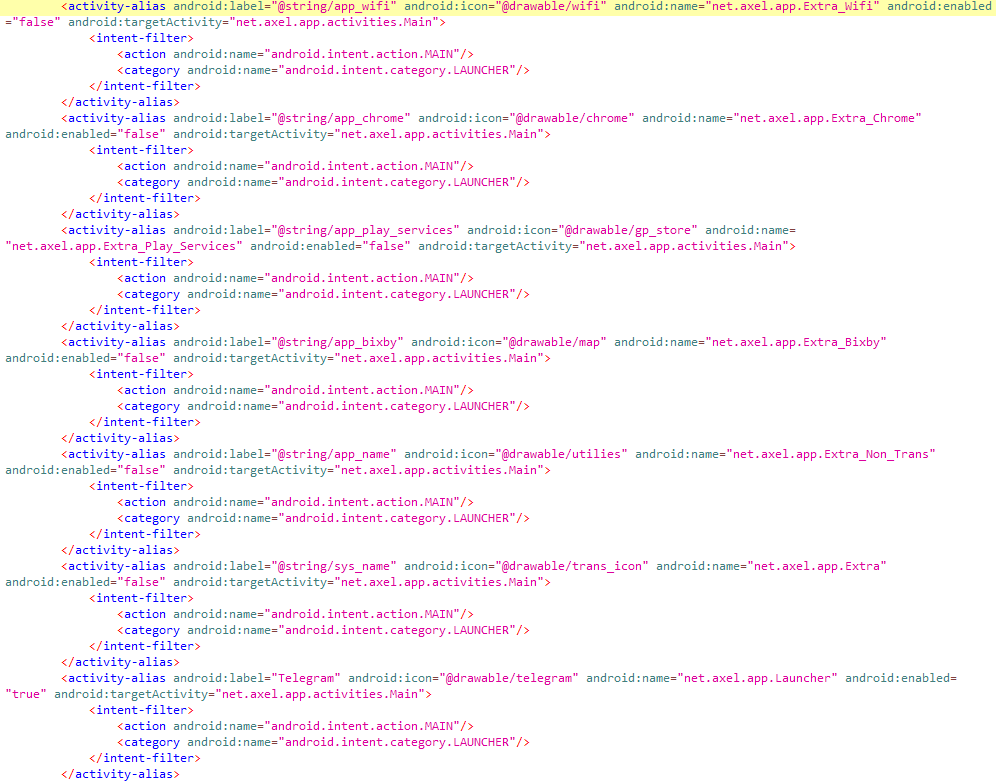 <activity-alias android:label="@string/app_wifi" android:icon="@drawable/wifi" android:name="net.axel.app.Extra_Wifi" android:enabled
="false" android:targetActivity="net.axel.app.activities.Main">
<intent-filter>
<action android:name="android.intent.action.MAIN"/>
<category android:name="android.intent.category.LAUNCHER"/>
</intent-filter>
</activity-alias>
<activity-alias android:label="@string/app_chrome" android:icon="@drawable/chrome" android:name="net.axel.app.Extra_Chrome"
android:enabled="false" android:targetActivity="net.axel.app.activities.Main">
<intent-filter>
<action android:name="android.intent.action.MAIN"/>
<category android:name="android.intent.category.LAUNCHER"/>
</intent-filter>
</activity-alias>
<activity-alias android:label="@string/app_play_services" android:icon="@drawable/gp_store" android:name=
"net.axel.app.Extra_Play_Services" android:enabled="false" android:targetActivity="net.axel.app.activities.Main">
<intent-filter>
<action android:name="android.intent.action.MAIN"/>
<category android:name="android.intent.category.LAUNCHER"/>
</intent-filter>
</activity-alias>
<activity-alias android:label="@string/app_bixby" android:icon="@drawable/map" android:name="net.axel.app.Extra_Bixby"
android:enabled="false" android:targetActivity="net.axel.app.activities.Main">
<intent-filter>
<action android:name="android.intent.action.MAIN"/>
<category android:name="android.intent.category.LAUNCHER"/>
</intent-filter>
</activity-alias>
<activity-alias android:label="@string/app_name" android:icon="@drawable/utilies" android:name="net.axel.app.Extra_Non_Trans"
android:enabled="false" android:targetActivity="net.axel.app.activities.Main">
<intent-filter>
<action android:name="android.intent.action.MAIN"/>
<category android:name="android.intent.category.LAUNCHER"/>
</intent-filter>
</activity-alias>
<activity-alias android:label="@string/sys_name" android:icon="@drawable/trans_icon" android:name="net.axel.app.Extra"
android:enabled="false" android:targetActivity="net.axel.app.activities.Main">
<intent-filter>
<action android:name="android.intent.action.MAIN"/>
<category android:name="android.intent.category.LAUNCHER"/>
</intent-filter>
</activity-alias>
<activity-alias android:label="Telegram" android:icon="@drawable/telegram" android:name="net.axel.app.Launcher" android:enabled=
"true" android:targetActivity="net.axel.app.activities.Main">
<intent-filter>
<action android:name="android.intent.action.MAIN"/>
<category android:name="android.intent.category.LAUNCHER"/>
</intent-filter>
</activity-alias>